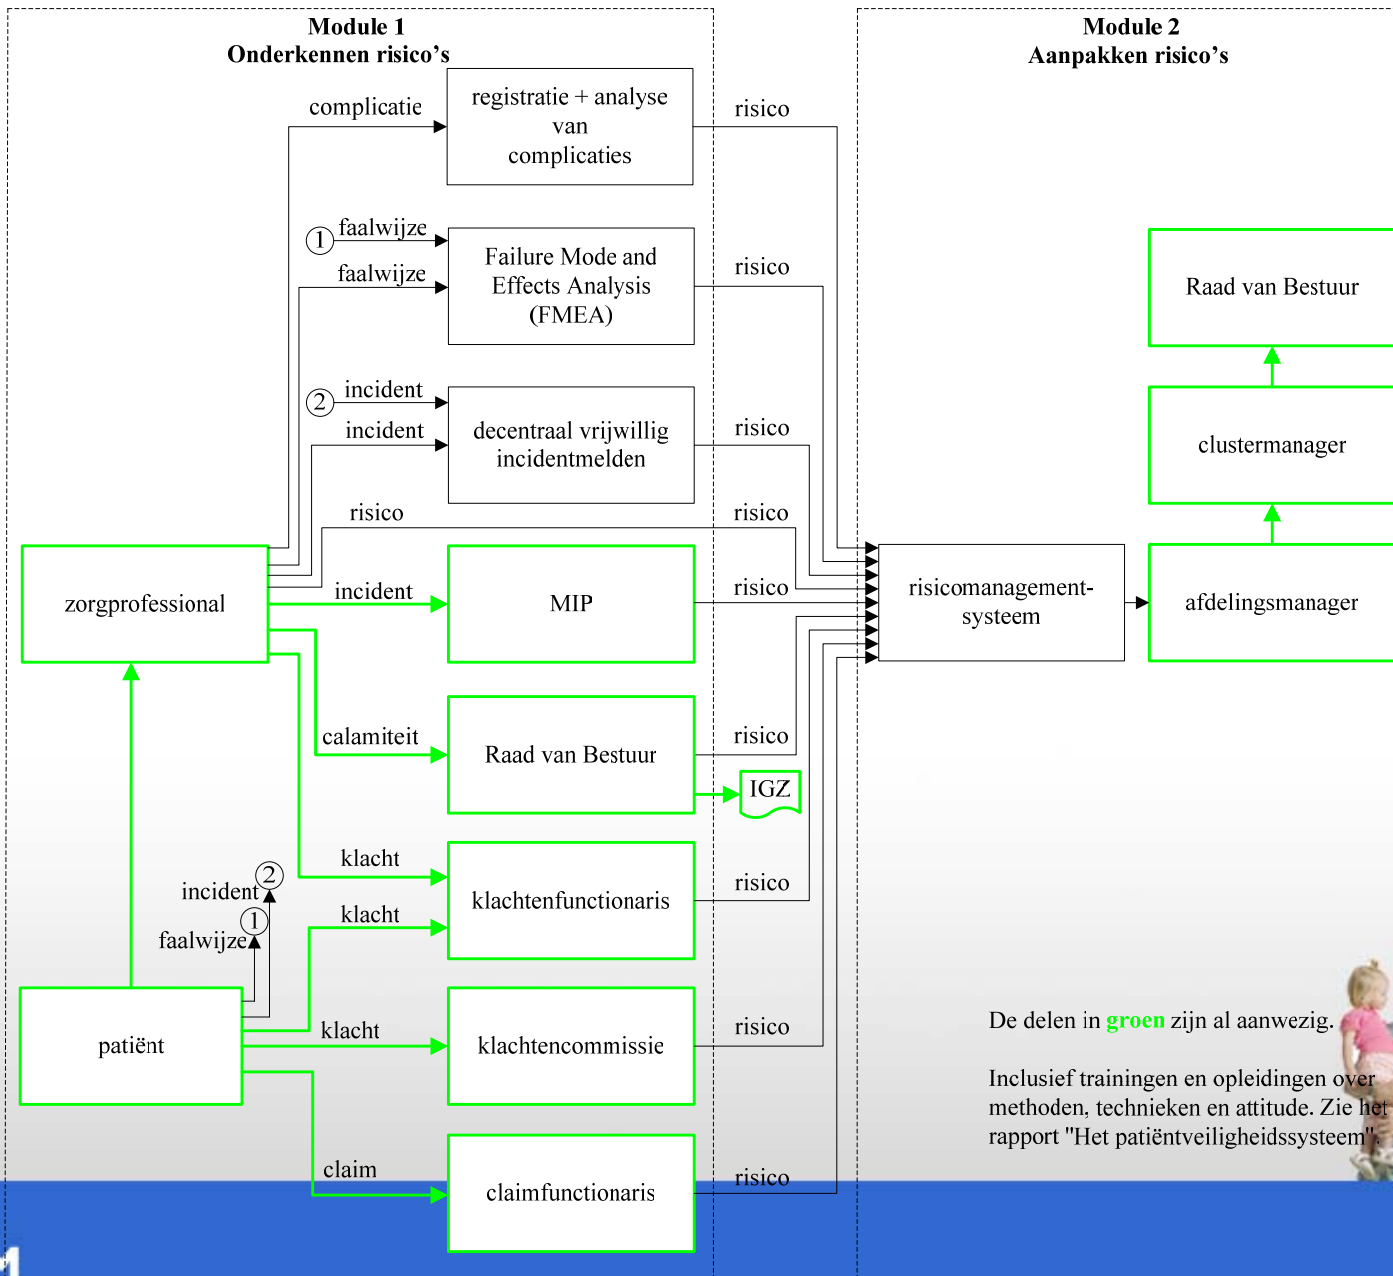 Module 1
Onderkennen risico's
Module 2
Aanpakken risico's
complicatie
registratie + analyse
van
complicaties
risico
1
faalwijze
faalwijze
Failure Mode and
Effects Analysis
(FMEA)
risico
Raad van Bestuur
2
incident
incident
decentraal vrijwillig
incidentmelden
risico
clustermanager
risico
risico
zorgprofessional
incident
MIP
risico
risicomanagement-
systeem
afdelingsmanager
calamiteit
Raad van Bestuur
risico
IGZ
klacht
klacht
klachtenfunctionaris
risico
incident
2
faalwijze
1
patiënt
klacht
klachtencommissie
risico
claim
claimfunctionaris
risico
De delen in groen zijn al aanwezig.
Inclusief trainingen en opleidingen over
methoden, technieken en attitude. Zie het
rapport "Het patiëntveiligheidssysteem".